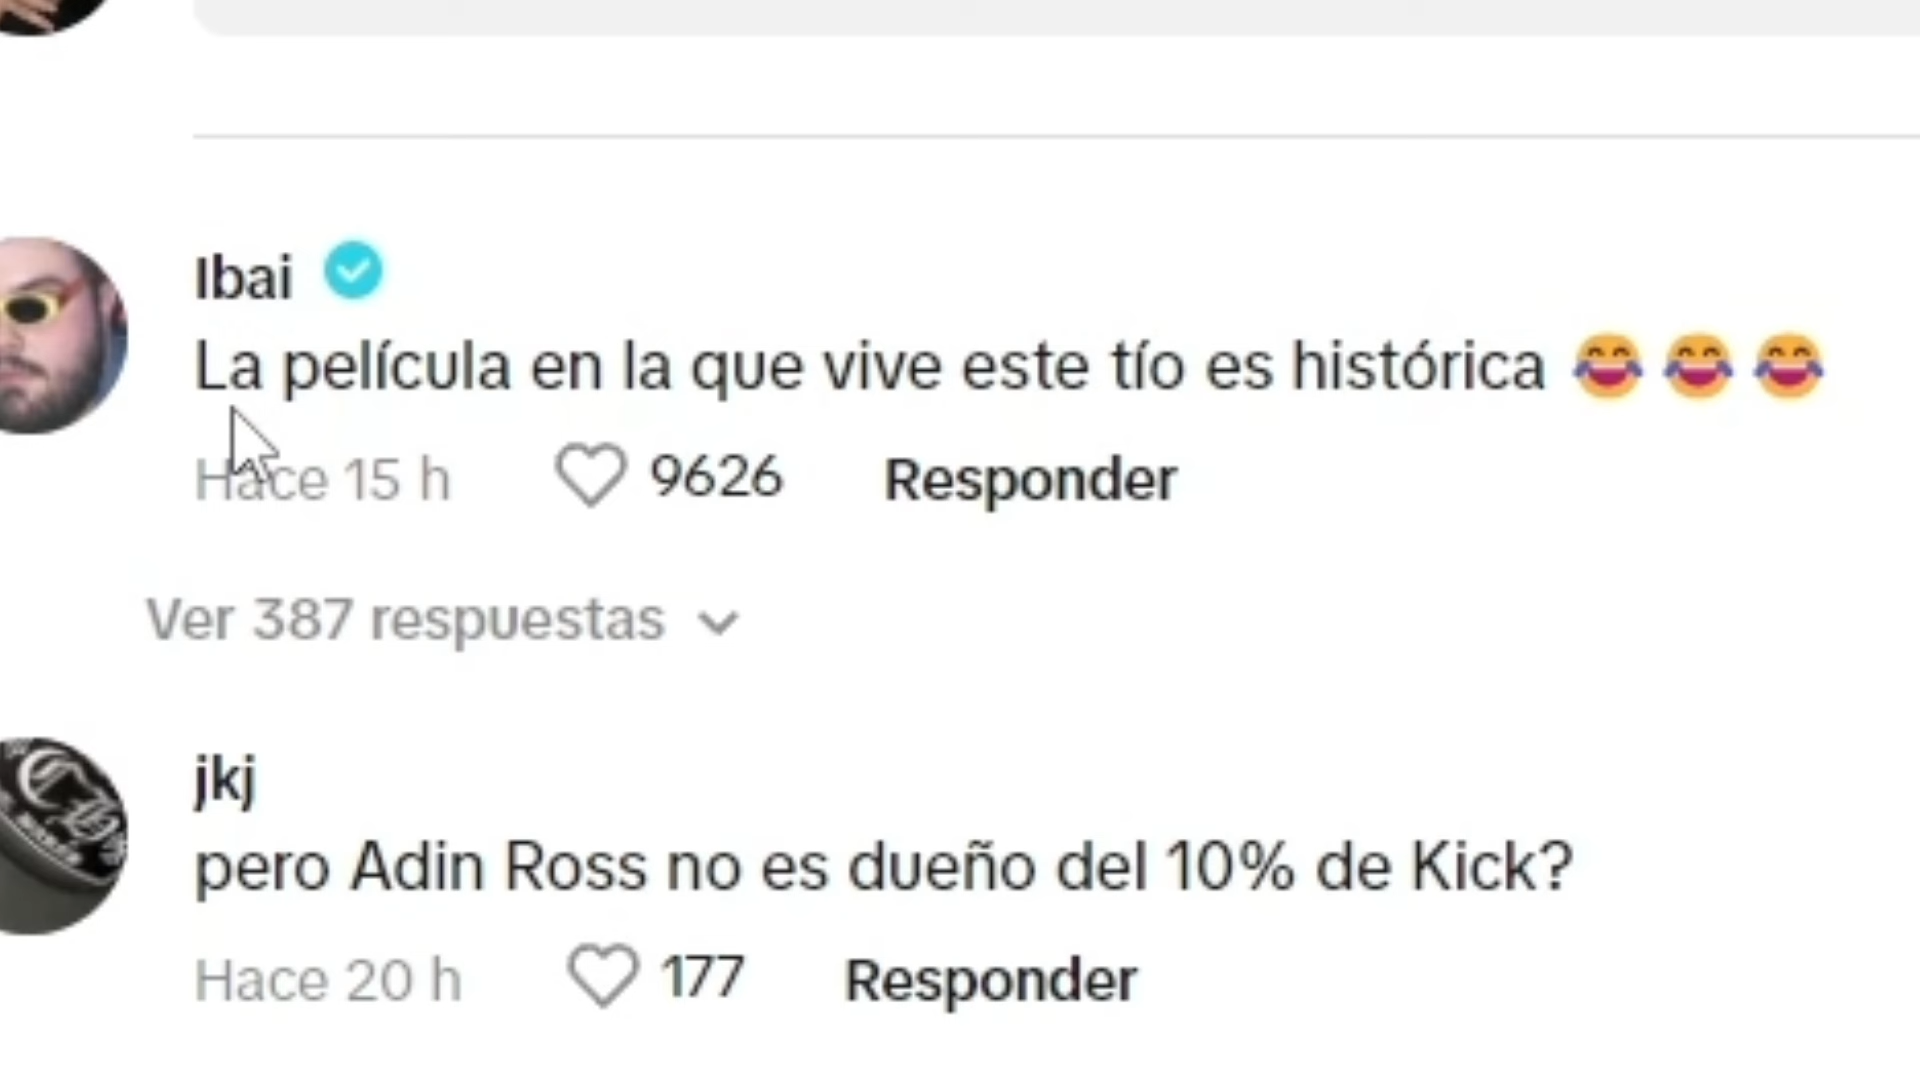 Ibai
La película en la que vive este tío es histórica 😂😂😂
Hace 15 h 9626 Responder
Ver 387 respuestas
jkj
pero Adin Ross no es dueño del 10% de Kick?
Hace 20 h 177 Responder